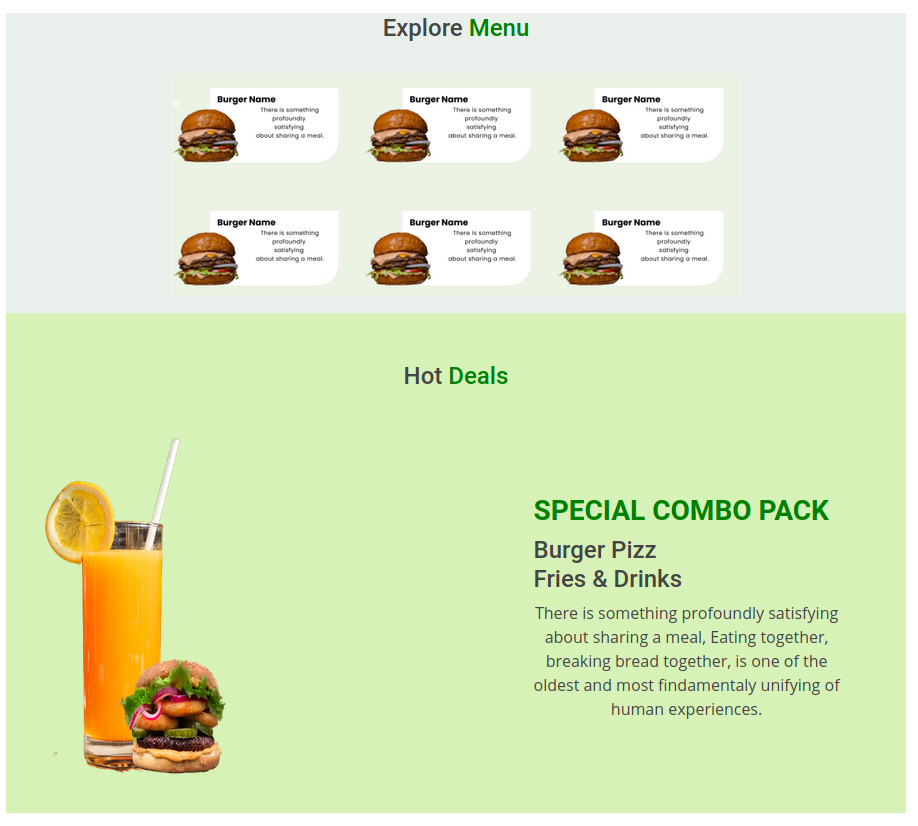 Explore Menu
Burger Name
There is something
profoundly
satisfying
about sharing a meal.
Burger Name
There is something
profoundly
satisfying
about sharing a meal.
Burger Name
There is something
profoundly
satisfying
about sharing a meal.
Burger Name
There is something
profoundly
satisfying
about sharing a meal.
Burger Name
There is something
profoundly
satisfying
about sharing a meal.
Burger Name
There is something
profoundly
satisfying
about sharing a meal.
Hot Deals
SPECIAL COMBO PACK
Burger Pizz
Fries & Drinks
There is something profoundly satisfying
about sharing a meal, Eating together,
breaking bread together, is one of the
oldest and most findamentaly unifying of
human experiences.